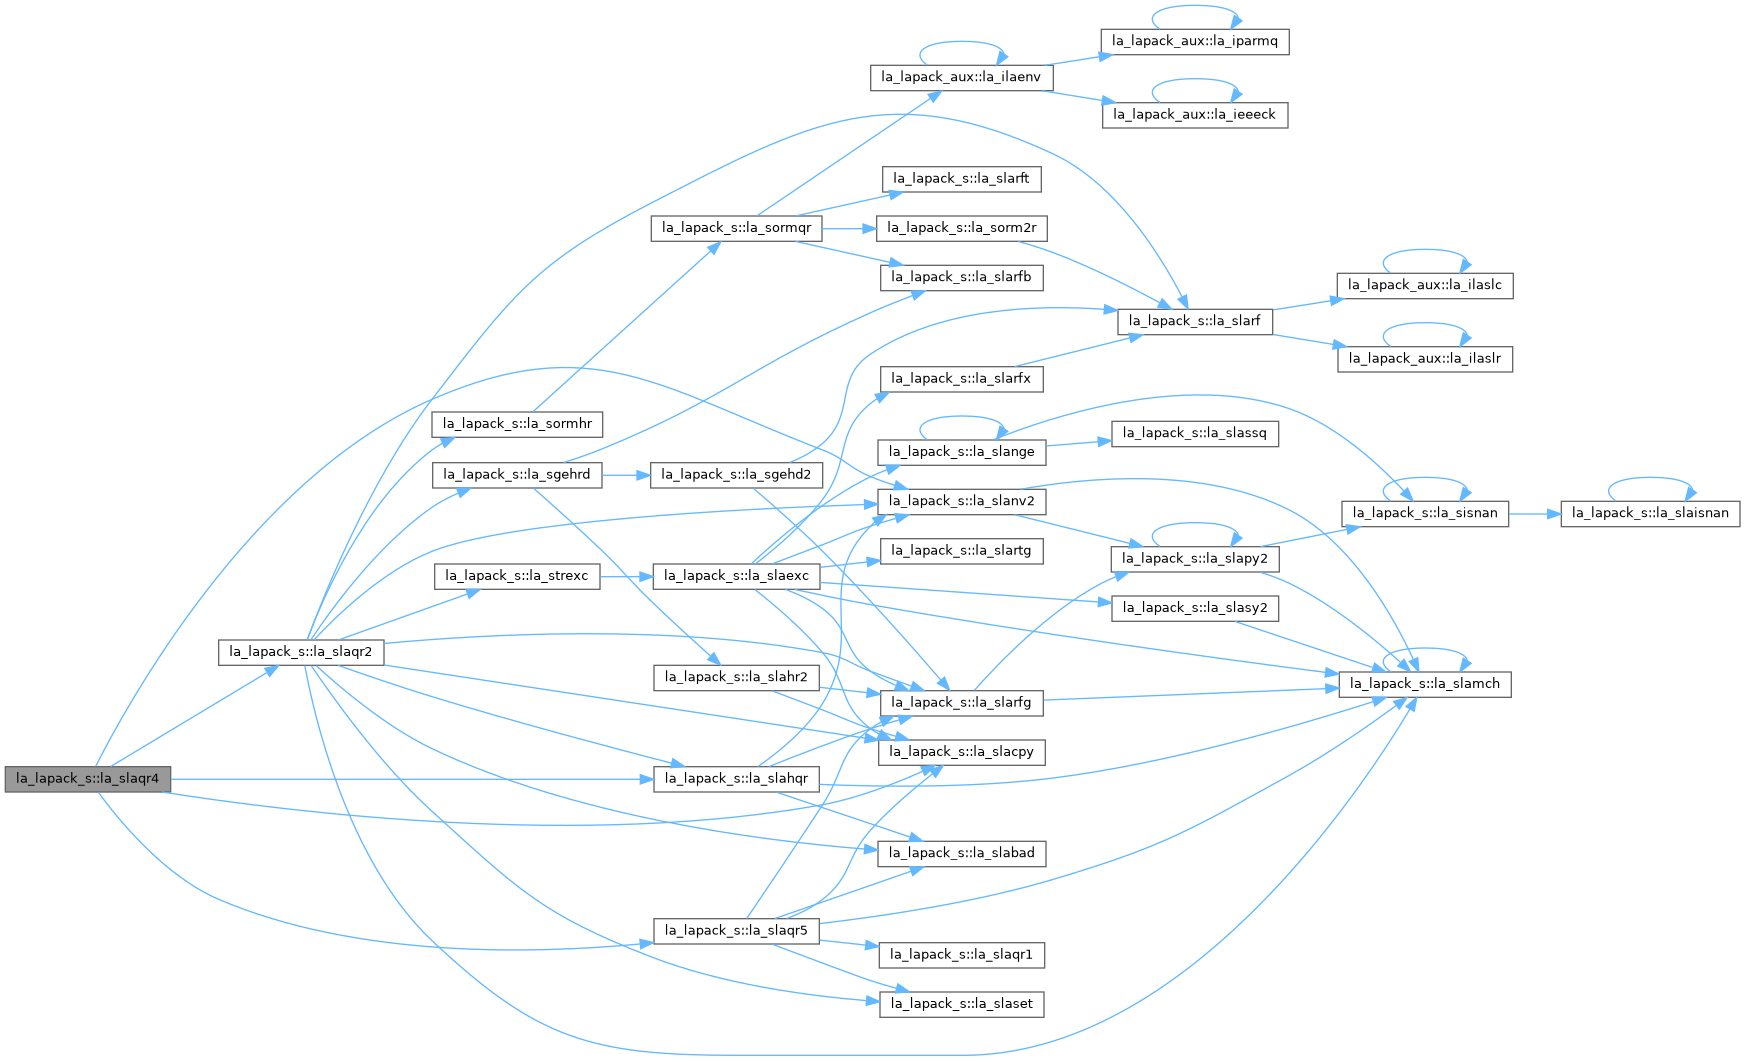 la_lapack_aux::la_iparmq
la_lapack_aux::la_ilaenv
la_lapack_aux::la_ieeeck
la_lapack_s::la_slarft
la_lapack_s::la_sormqr
la_lapack_s::la_sorm2r
la_lapack_s::la_slarfb
la_lapack_aux::la_ilaslc
la_lapack_s::la_slarf
la_lapack_aux::la_ilaslr
la_lapack_s::la_slarfx
la_lapack_s::la_sormhr
la_lapack_s::la_slassq
la_lapack_s::la_slange
la_lapack_s::la_sgehrd
la_lapack_s::la_sgehd2
la_lapack_s::la_slanv2
la_lapack_s::la_sisnan
la_lapack_s::la_slaisnan
la_lapack_s::la_slartg
la_lapack_s::la_slapy2
la_lapack_s::la_strexc
la_lapack_s::la_slaexc
la_lapack_s::la_slasy2
la_lapack_s::la_slaqr2
la_lapack_s::la_slahr2
la_lapack_s::la_slamch
la_lapack_s::la_slarfg
la_lapack_s::la_slacpy
la_lapack_s::la_slaqr4
la_lapack_s::la_slahqr
la_lapack_s::la_slabad
la_lapack_s::la_slaqr5
la_lapack_s::la_slaqr1
la_lapack_s::la_slaset